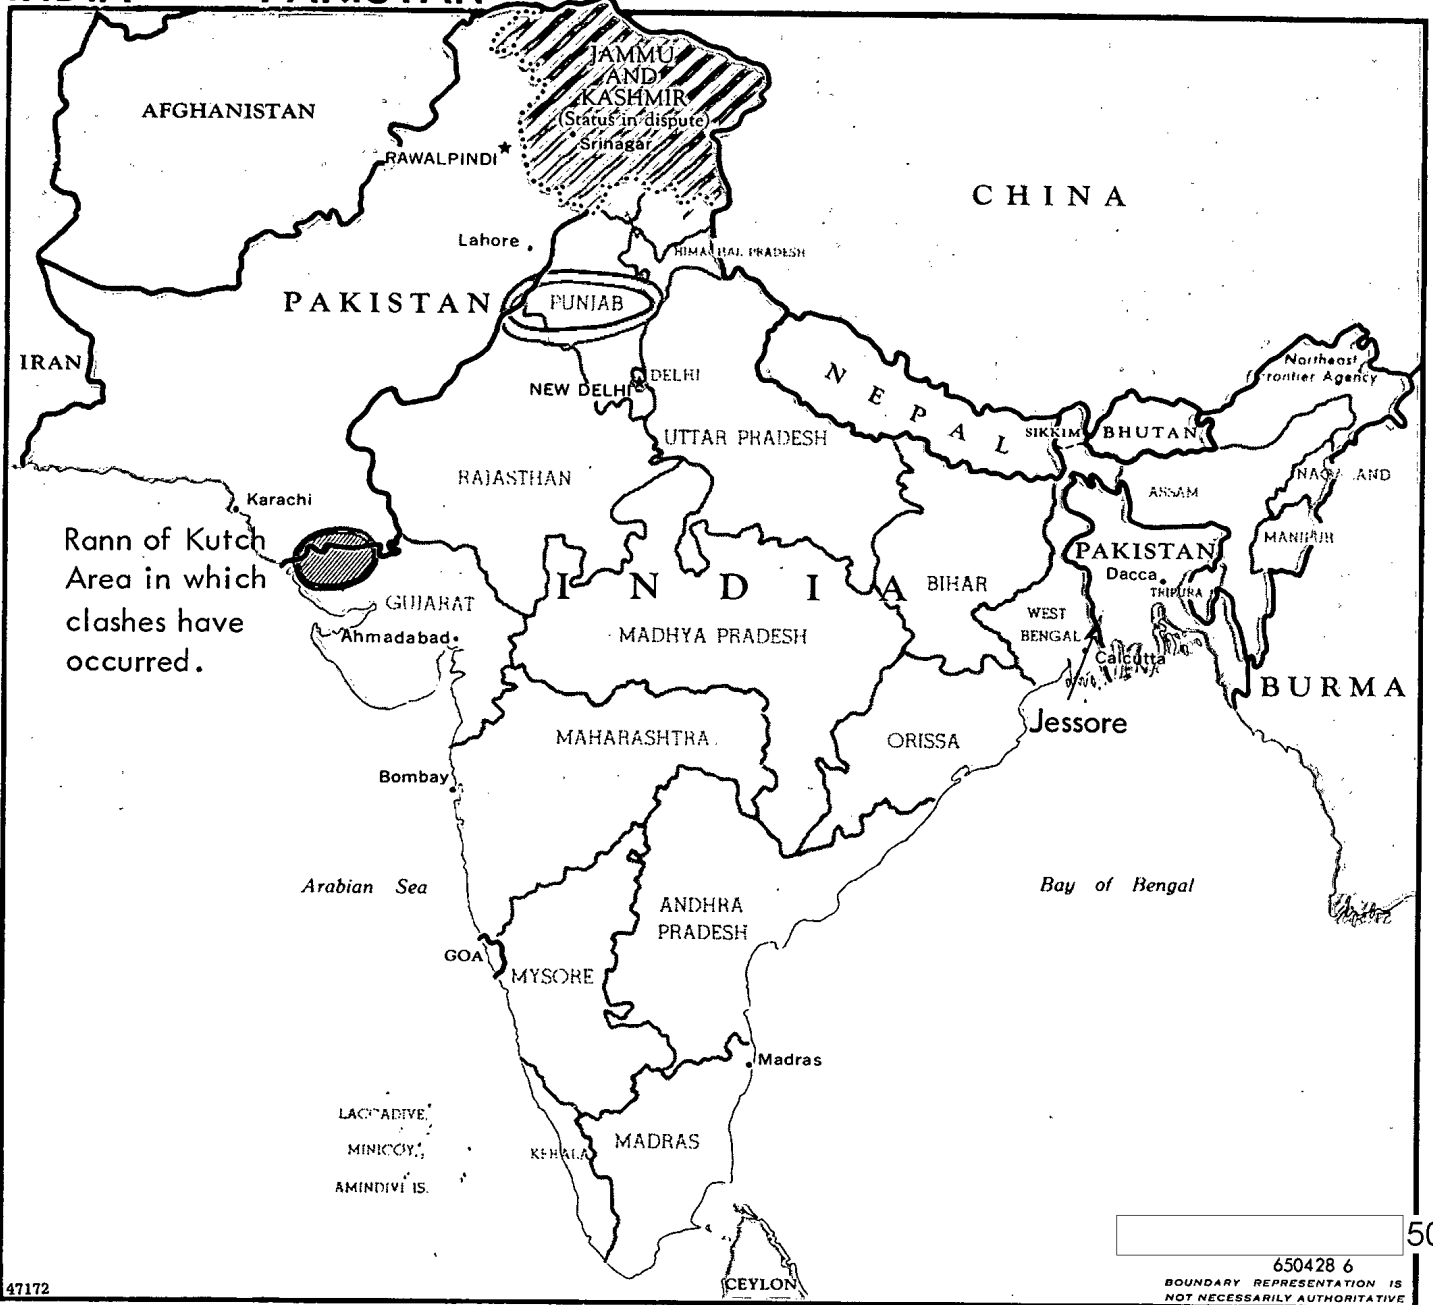 AFGHANISTAN
JAMMU
AND
KASHMIR
(Status in dispute)
Srinagar
RAWALPINDI
CHINA
Lahore
HIMACHAL PRADESH
PAKISTAN
PUNJAB
IRAN
NEPAL
Northeast
Frontier Agency
NEW DELHI
DELHI
SIKKIM
BHUTAN
UTTAR PRADESH
RAJASTHAN
NAGALAND
ASSAM
Karachi
Rann of Kutch
Area in which
clashes have
occurred.
MANIPUR
PAKISTAN
Dacca
TRIPURA
INDIA
BIHAR
GUJARAT
WEST
BENGAL
Ahmadabad
MADHYA PRADESH
Calcutta
BURMA
Jessore
MAHARASHTRA
ORISSA
Bombay
Arabian Sea
Bay of Bengal
ANDHRA
PRADESH
GOA
MYSORE
Madras
LACCADIVE,
MINICOY,
AMINDIVI IS.
KERALA
MADRAS
CEYLON
50
650428 6
BOUNDARY REPRESENTATION IS
NOT NECESSARILY AUTHORITATIVE
47172